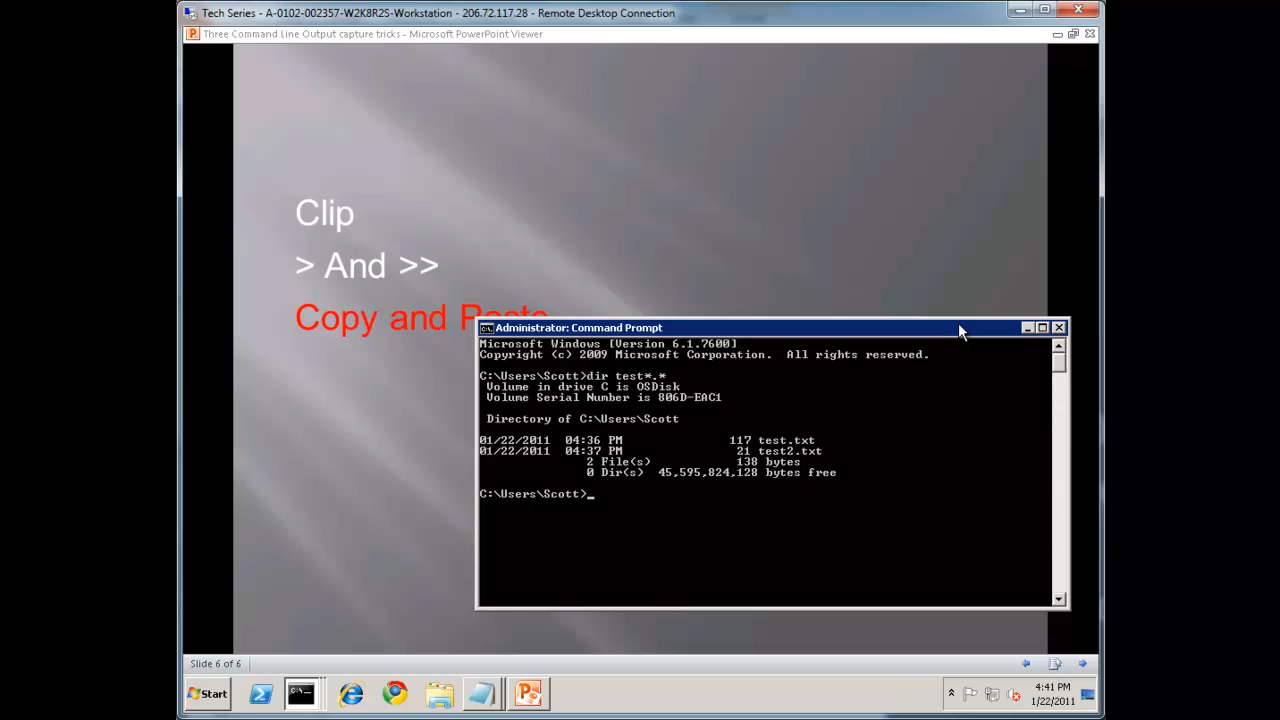 Tech Series - A-0102-002357-W2K8R2S-Workstation - 206.72.117.28 - Remote Desktop Connection
Three Command Line Output capture tricks - Microsoft PowerPoint Viewer
Clip
> And >>
Copy and Paste
Administrator: Command Prompt
Microsoft Windows [Version 6.1.7600]
Copyright (c) 2009 Microsoft Corporation.  All rights reserved.
C:\Users\Scott>dir test*.*
Volume in drive C is OSDisk
Volume Serial Number is 806D-EAC1
Directory of C:\Users\Scott
01/22/2011  04:36 PM               117 test.txt
01/22/2011  04:37 PM                21 test2.txt
2 File(s)            138 bytes
0 Dir(s)  45,595,824,128 bytes free
C:\Users\Scott>_
Slide 6 of 6
Start
4:41 PM
1/22/2011